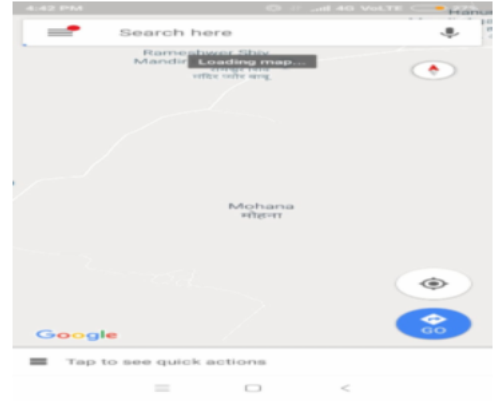 4:42 PM
4G VoLTE
Search here
Rameshwer Shiv
Mandir
Loading map...
Mohana
मोहना
GO
Google
Tap to see quick actions